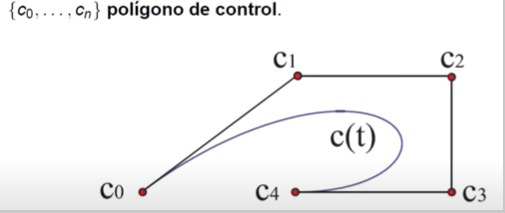 {c₀, . . . , cₙ} polígono de control.
C1
C2
c(t)
C0
C4
C3